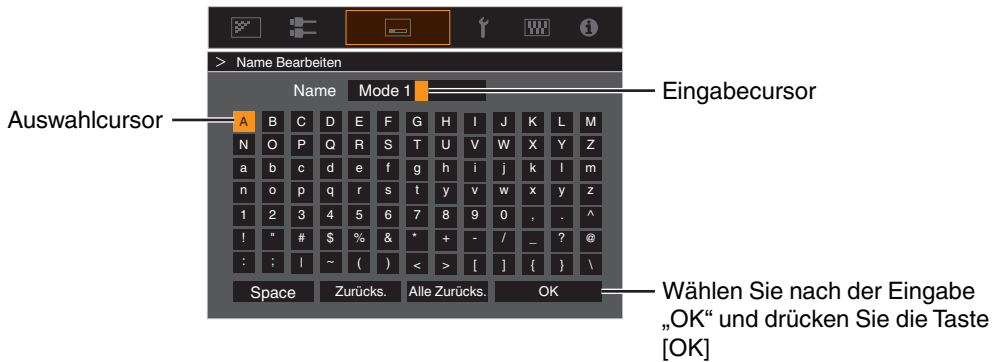 > Name Bearbeiten
Name Mode 1
Eingabecursor
Auswahlcursor
A B C D E F G H I J K L M
N O P Q R S T U V W X Y Z
a b c d e f g h i j k l m
n o p q r s t y v w x y z
1 2 3 4 5 6 7 8 9 0 , . ^
! " # $ % & * + - / _ ? @
: ; | ~ ( ) < > [ ] { } \
Space Zurücks. Alle Zurücks. OK
Wählen Sie nach der Eingabe
„OK“ und drücken Sie die Taste
[OK]